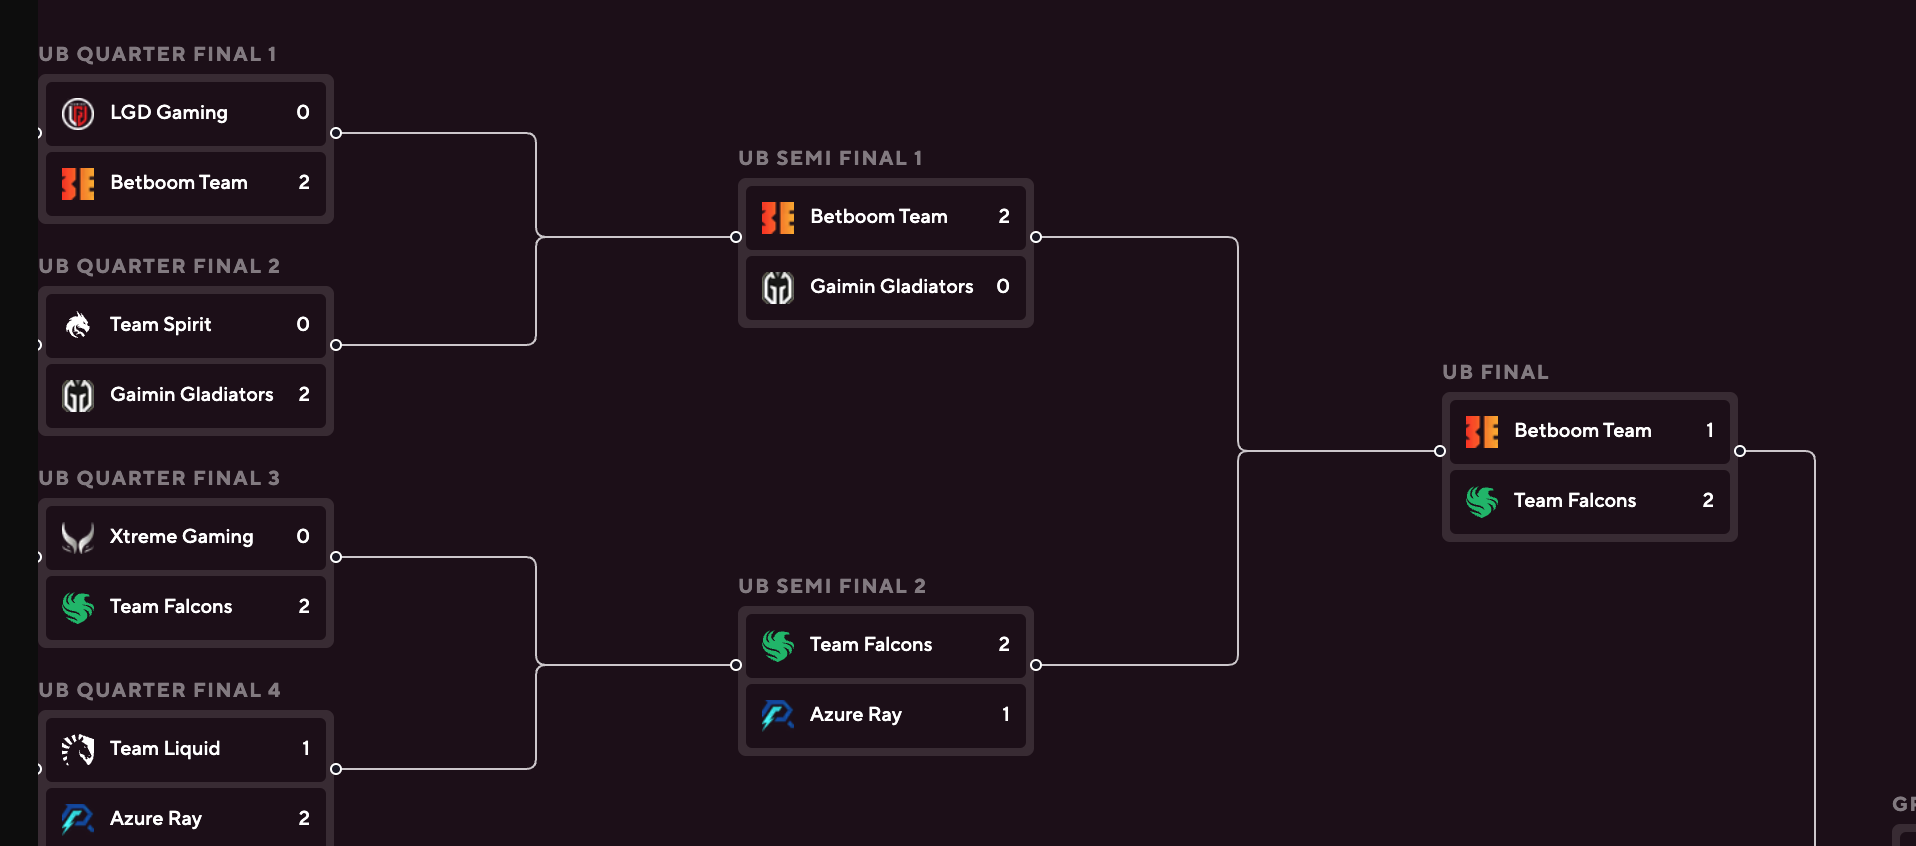 UB QUARTER FINAL 1
LGD Gaming 0
Betboom Team 2
UB QUARTER FINAL 2
Team Spirit 0
Gaimin Gladiators 2
UB QUARTER FINAL 3
Xtreme Gaming 0
Team Falcons 2
UB QUARTER FINAL 4
Team Liquid 1
Azure Ray 2
UB SEMI FINAL 1
Betboom Team 2
Gaimin Gladiators 0
UB SEMI FINAL 2
Team Falcons 2
Azure Ray 1
UB FINAL
Betboom Team 1
Team Falcons 2